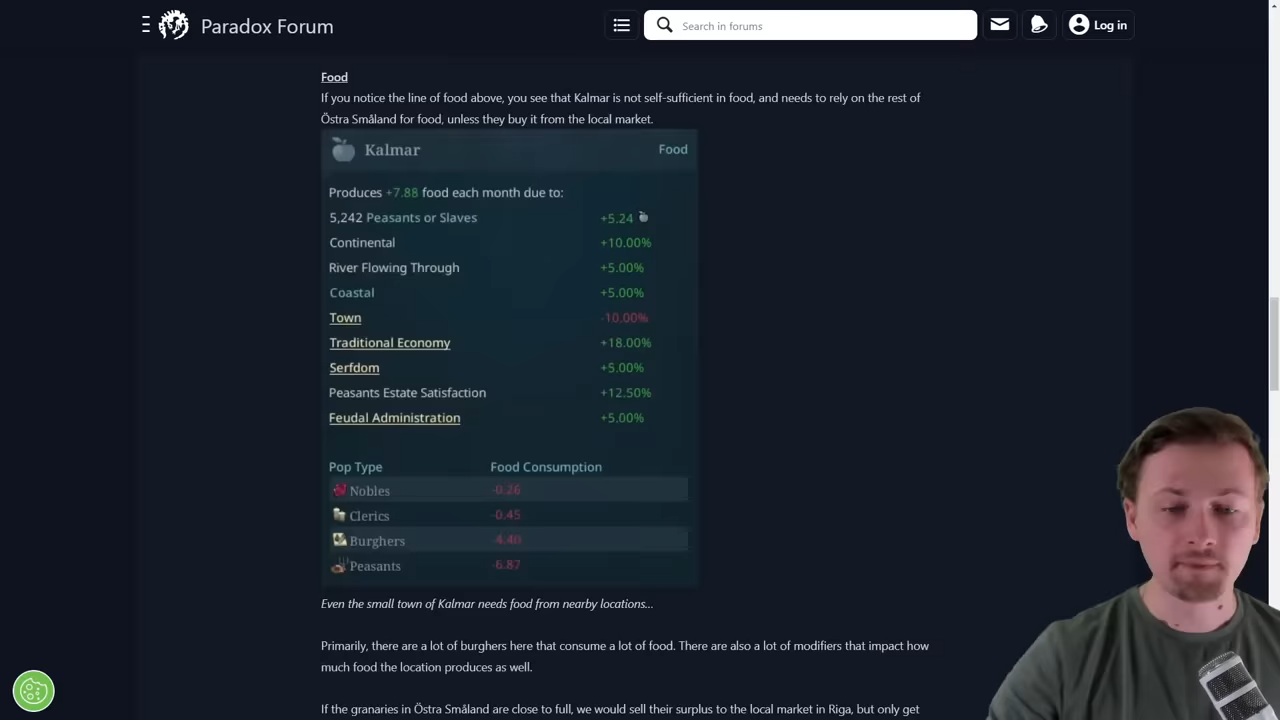 Paradox Forum
Search in forums
Log in
Food
If you notice the line of food above, you see that Kalmar is not self-sufficient in food, and needs to rely on the rest of
Östra Småland for food, unless they buy it from the local market.
Kalmar Food
Produces +7.88 food each month due to:
5,242 Peasants or Slaves +5.24
Continental +10.00%
River Flowing Through +5.00%
Coastal +5.00%
Town -10.00%
Traditional Economy +18.00%
Serfdom +5.00%
Peasants Estate Satisfaction +12.50%
Feudal Administration +5.00%
Pop Type Food Consumption
Nobles -0.26
Clerics -0.45
Burghers -4.40
Peasants -6.87
Even the small town of Kalmar needs food from nearby locations...
Primarily, there are a lot of burghers here that consume a lot of food. There are also a lot of modifiers that impact how
much food the location produces as well.
If the granaries in Östra Småland are close to full, we would sell their surplus to the local market in Riga, but only get